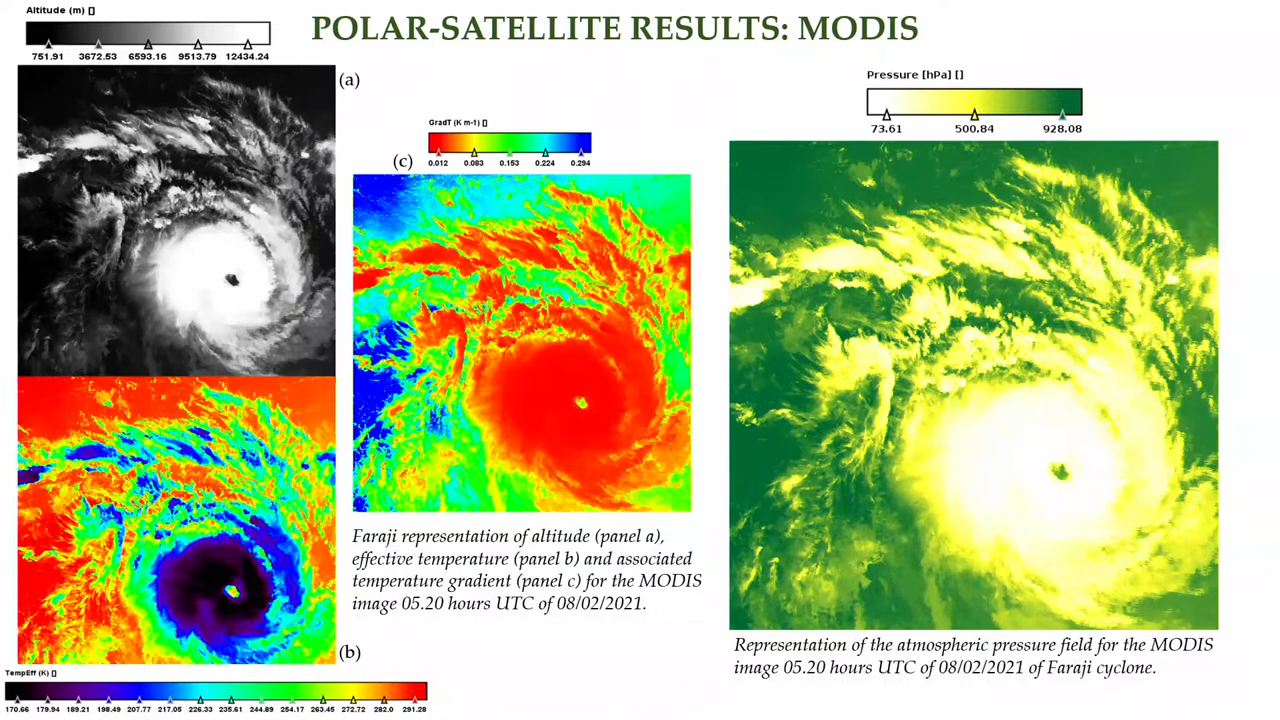 POLAR-SATELLITE RESULTS: MODIS
Altitude (m) []
751.91 3672.53 6593.16 9513.79 12434.24
(a)
GradT (K m-1) []
0.012 0.083 0.153 0.224 0.294
(c)
Pressure [hPa] []
73.61 500.84 928.08
Faraji representation of altitude (panel a),
effective temperature (panel b) and associated
temperature gradient (panel c) for the MODIS
image 05.20 hours UTC of 08/02/2021.
Representation of the atmospheric pressure field for the MODIS
image 05.20 hours UTC of 08/02/2021 of Faraji cyclone.
(b)
TempEff (K) []
170.66 179.94 189.21 198.49 207.77 217.05 226.33 235.61 244.89 254.17 263.45 272.72 282.0 291.28